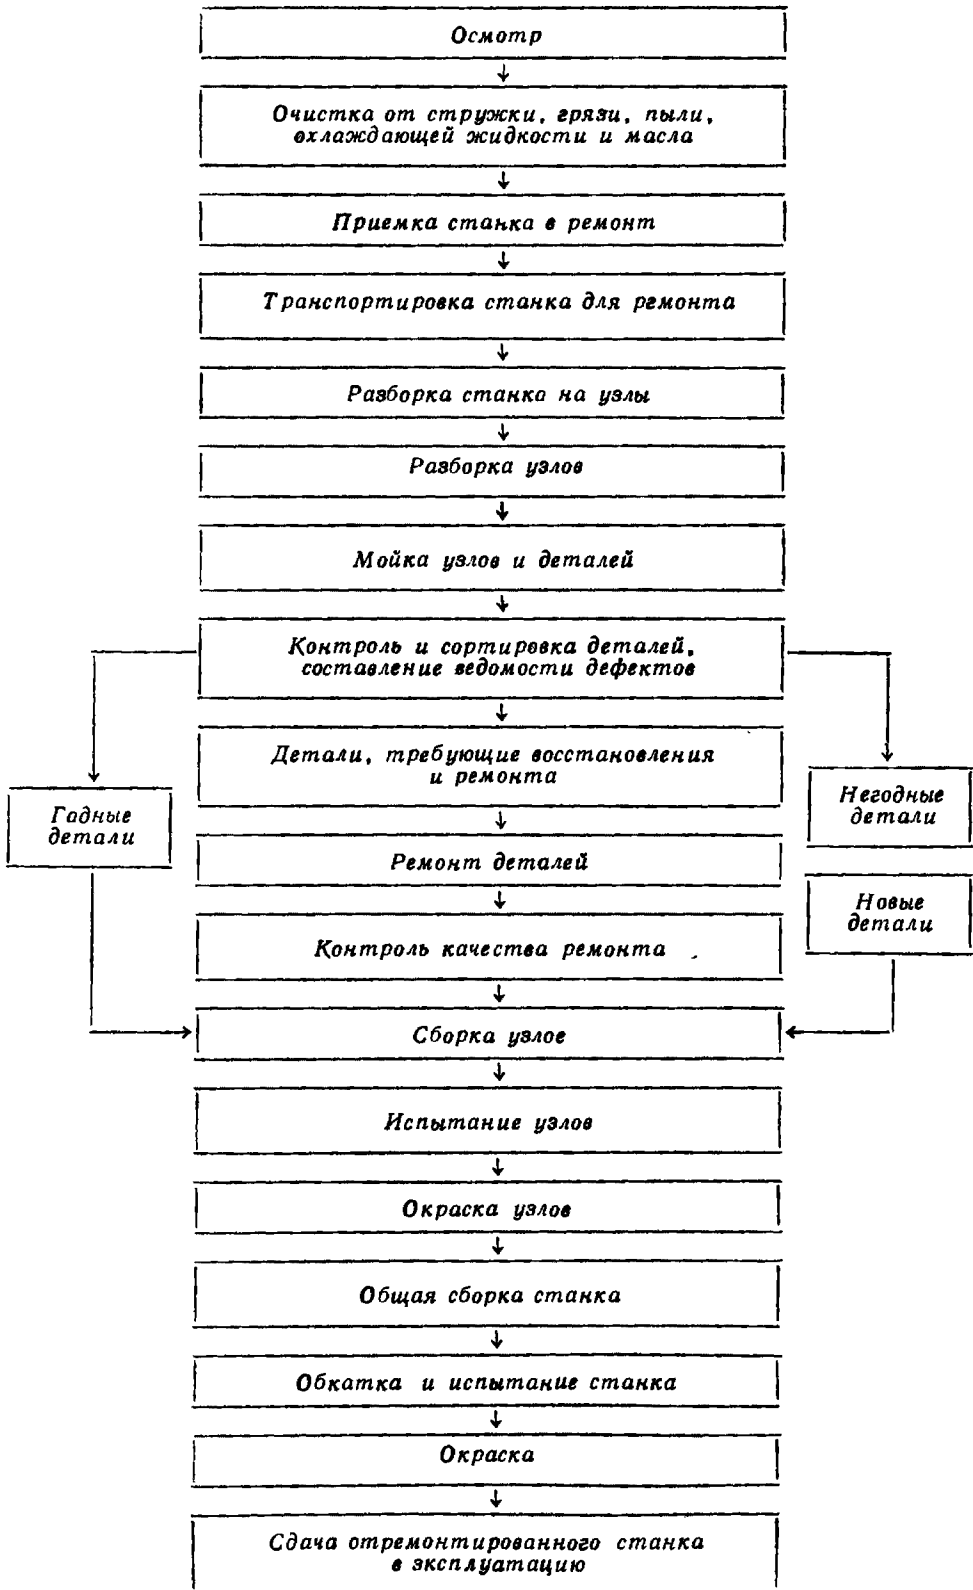 Осмотр
Очистка от стружки, грязи, пыли,
охлаждающей жидкости и масла
Приемка станка в ремонт
Транспортировка станка для ремонта
Разборка станка на узлы
Разборка узлов
Мойка узлов и деталей
Контроль и сортировка деталей,
составление ведомости дефектов
Детали, требующие восстановления
и ремонта
Годные
детали
Негодные
детали
Ремонт деталей
Новые
детали
Контроль качества ремонта
Сборка узлов
Испытание узлов
Окраска узлов
Общая сборка станка
Обкатка и испытание станка
Окраска
Сдача отремонтированного станка
в эксплуатацию